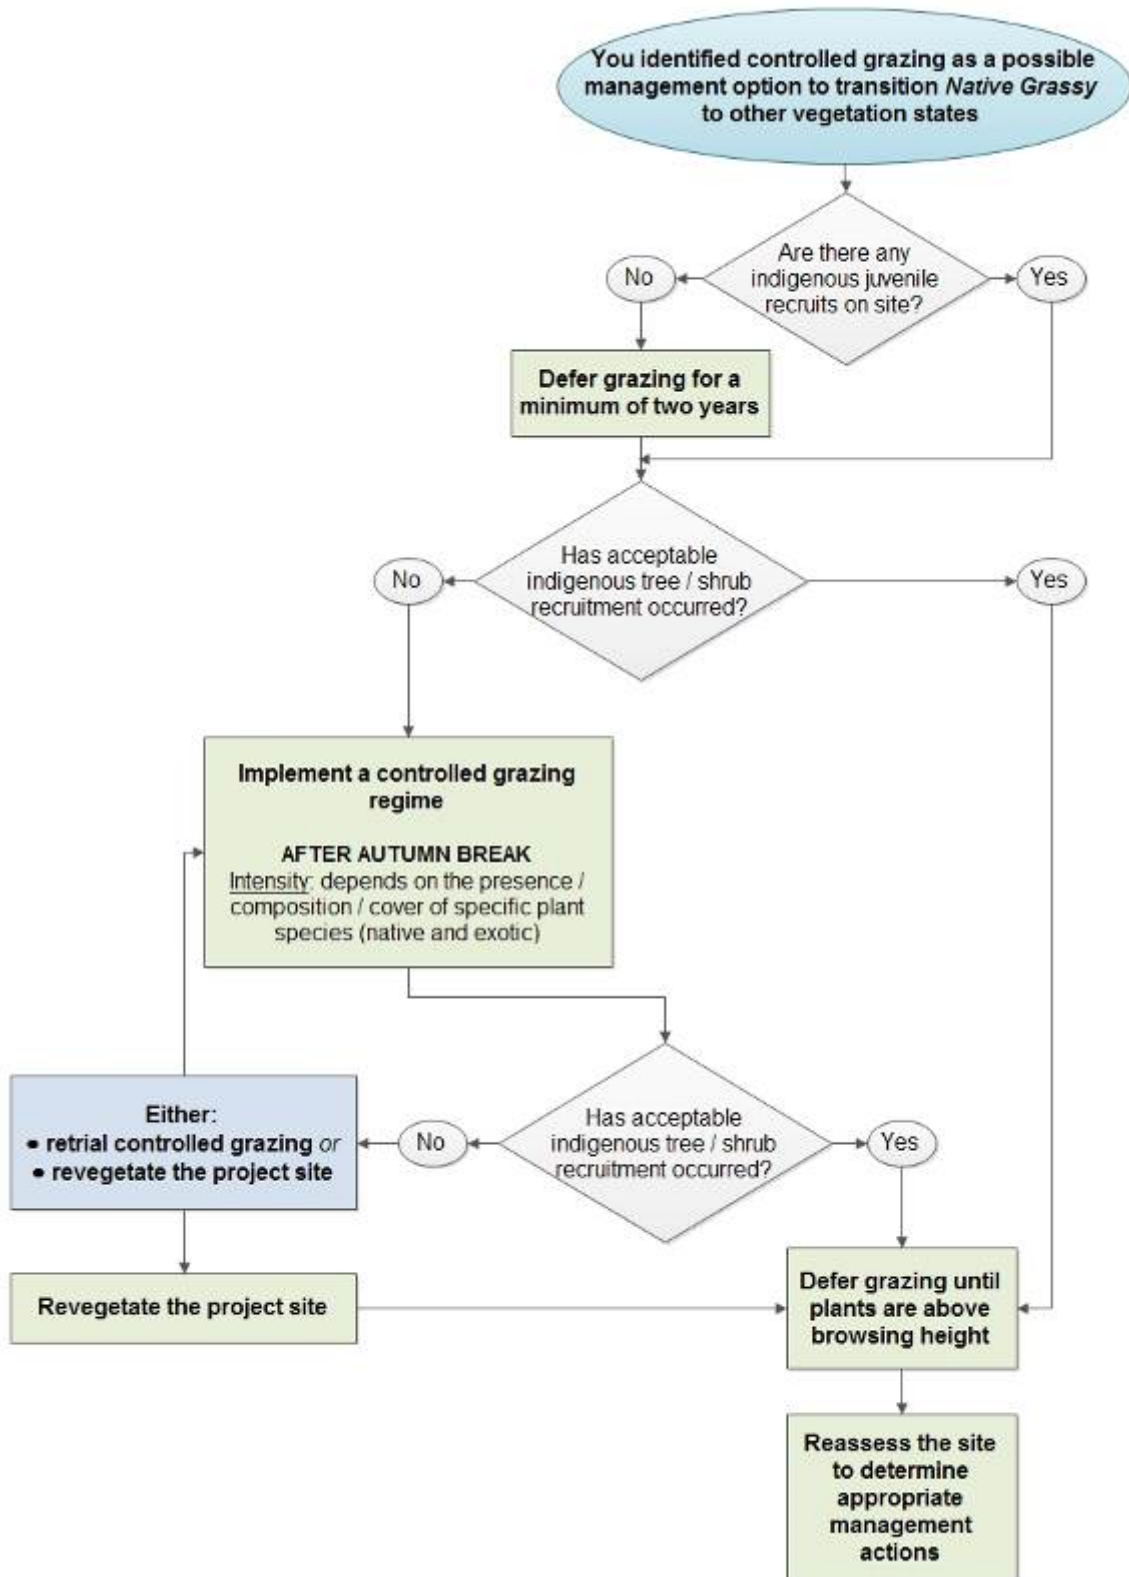 You identified controlled grazing as a possible
management option to transition Native Grassy
to other vegetation states
Are there any
indigenous juvenile
recruits on site?
No
Yes
Defer grazing for a
minimum of two years
Has acceptable
indigenous tree / shrub
recruitment occurred?
No
Yes
Implement a controlled grazing
regime
AFTER AUTUMN BREAK
Intensity: depends on the presence /
composition / cover of specific plant
species (native and exotic)
Has acceptable
indigenous tree / shrub
recruitment occurred?
No
Yes
Either:
• retrial controlled grazing or
• revegetate the project site
Revegetate the project site
Defer grazing until
plants are above
browsing height
Reassess the site
to determine
appropriate
management
actions